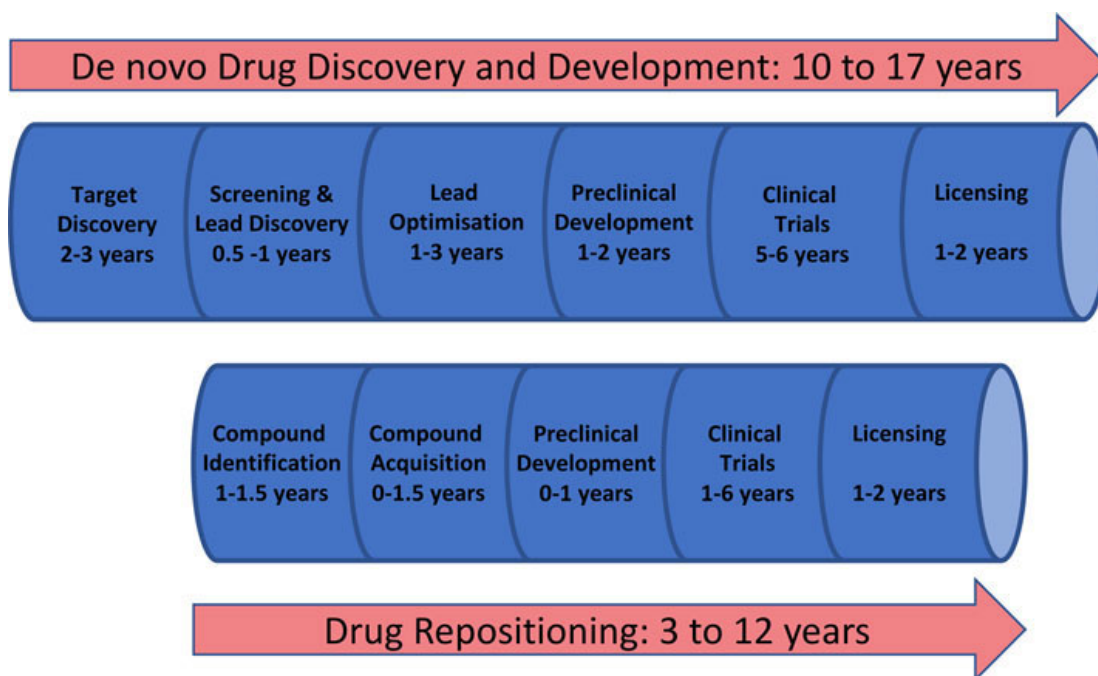 De novo Drug Discovery and Development: 10 to 17 years
Target
Discovery
2-3 years
Screening &
Lead Discovery
0.5 -1 years
Lead
Optimisation
1-3 years
Preclinical
Development
1-2 years
Clinical
Trials
5-6 years
Licensing
1-2 years
Compound
Identification
1-1.5 years
Compound
Acquisition
0-1.5 years
Preclinical
Development
0-1 years
Clinical
Trials
1-6 years
Licensing
1-2 years
Drug Repositioning: 3 to 12 years